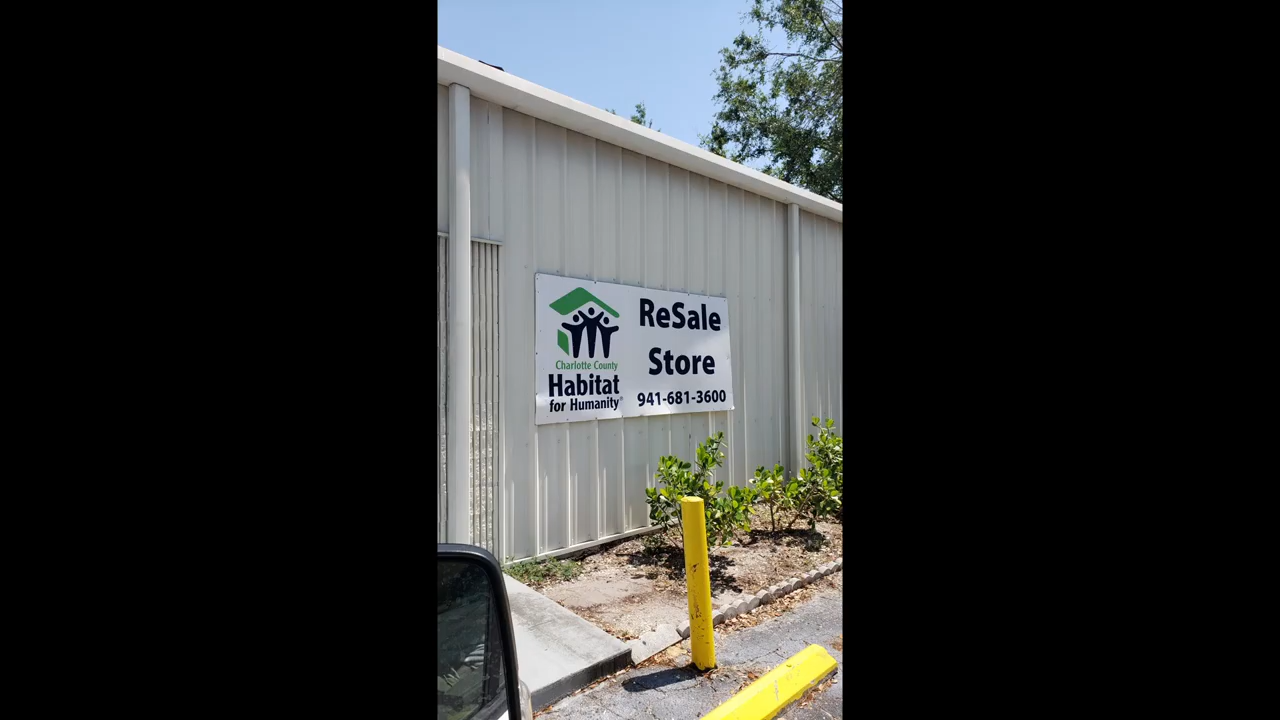 Charlotte County
Habitat
for Humanity®
ReSale
Store
941-681-3600